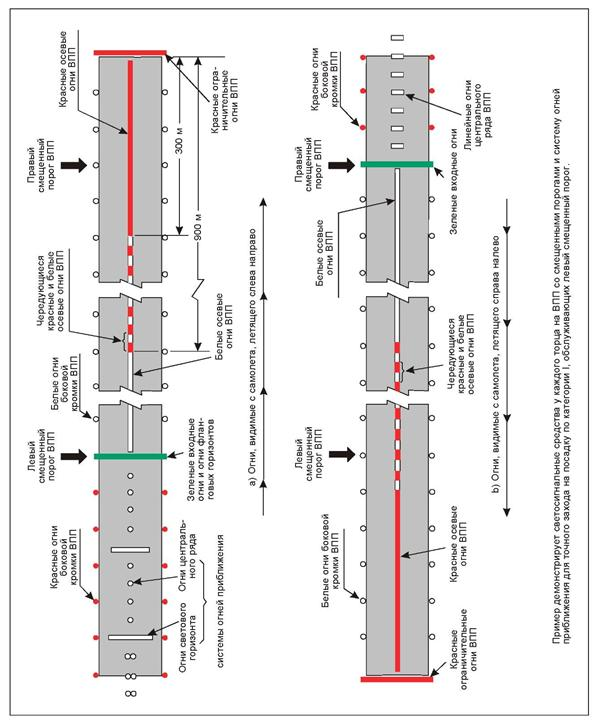 Красные огни
боковой
кромки ВПП
Левый
смещенный
порог ВПП
Белые огни
боковой
кромки ВПП
Чередующиеся
красные и белые
осевые огни ВПП
Правый
смещенный
порог ВПП
Красные осевые
огни ВПП
Огни светового
горизонта
Огни централь-
ного ряда
системы огней приближения
Зеленые входные
огни и огни флан-
говых горизонтов
Белые осевые
огни ВПП
900 м
300 м
Красные огра-
ничительные
огни ВПП
а) Огни, видимые с самолета, летящего слева направо
Белые огни боковой
кромки ВПП
Левый
смещенный
порог ВПП
Белые осевые
огни ВПП
Правый
смещенный
порог ВПП
Красные огни
боковой
кромки ВПП
Красные
ограничительные
огни ВПП
Красные осевые
огни ВПП
Чередующиеся
красные и белые
осевые огни ВПП
Зеленые входные огни
Линейные огни
центрального
ряда ВПП
b) Огни, видимые с самолета, летящего справа налево
Пример демонстрирует светосигнальные средства у каждого торца на ВПП со смещенными порогами и систему огней
приближения для точного захода на посадку по категории I, обслуживающих левый смещенный порог.